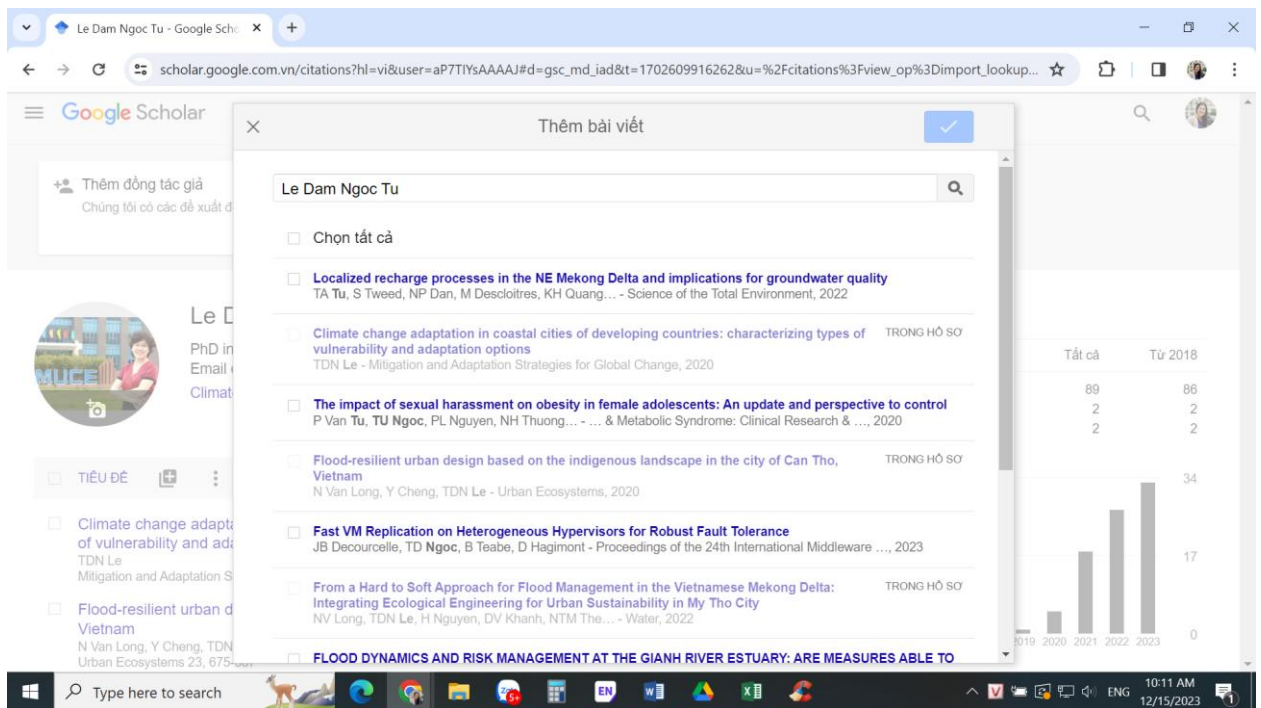 Le Dam Ngoc Tu - Google Scho
scholar.google.com.vn/citations?hl=vi&user=aP7TIYsAAAAJ#d=gsc_md_iad&t=1702609916262&u=%2Fcitations%3Fview_op%3Dimport_lookup...
Google Scholar
Thêm bài viết
Thêm đồng tác giả
Chúng tôi có các đề xuất đ
Le Dam Ngoc Tu
Chọn tất cả
Localized recharge processes in the NE Mekong Delta and implications for groundwater quality
TA Tu, S Tweed, NP Dan, M Descloitres, KH Quang… - Science of the Total Environment, 2022
Climate change adaptation in coastal cities of developing countries: characterizing types of TRONG HỒ SƠ
vulnerability and adaptation options
TDN Le - Mitigation and Adaptation Strategies for Global Change, 2020
The impact of sexual harassment on obesity in female adolescents: An update and perspective to control
P Van Tu, TU Ngoc, PL Nguyen, NH Thuong… - … & Metabolic Syndrome: Clinical Research & …, 2020
Flood-resilient urban design based on the indigenous landscape in the city of Can Tho, TRONG HỒ SƠ
Vietnam
N Van Long, Y Cheng, TDN Le - Urban Ecosystems, 2020
Fast VM Replication on Heterogeneous Hypervisors for Robust Fault Tolerance
JB Decourcelle, TD Ngoc, B Teabe, D Hagimont - Proceedings of the 24th International Middleware …, 2023
From a Hard to Soft Approach for Flood Management in the Vietnamese Mekong Delta: TRONG HỒ SƠ
Integrating Ecological Engineering for Urban Sustainability in My Tho City
NV Long, TDN Le, H Nguyen, DV Khanh, NTM The… - Water, 2022
FLOOD DYNAMICS AND RISK MANAGEMENT AT THE GIANH RIVER ESTUARY: ARE MEASURES ABLE TO
Le D
PhD in
Email
Climat
MUCE
TIÊU ĐỀ
Climate change adapta
of vulnerability and ada
TDN Le
Mitigation and Adaptation S
Flood-resilient urban d
Vietnam
N Van Long, Y Cheng, TDN
Urban Ecosystems 23, 675-
Tất cả Từ 2018
89 86
2 2
2 2
34
17
0
2019 2020 2021 2022 2023
Type here to search
EN
ENG
10:11 AM
12/15/2023